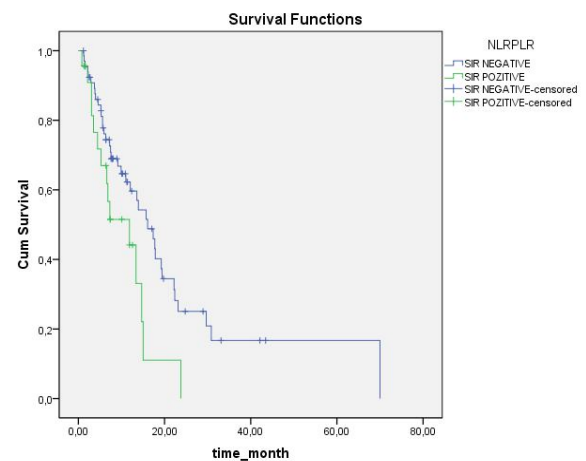 Survival Functions
NLRPLR
SIR NEGATIVE
SIR POZITIVE
SIR NEGATIVE-censored
SIR POZITIVE-censored
Cum Survival
1,0
0,8
0,6
0,4
0,2
0,0
0,00 20,00 40,00 60,00 80,00
time_month